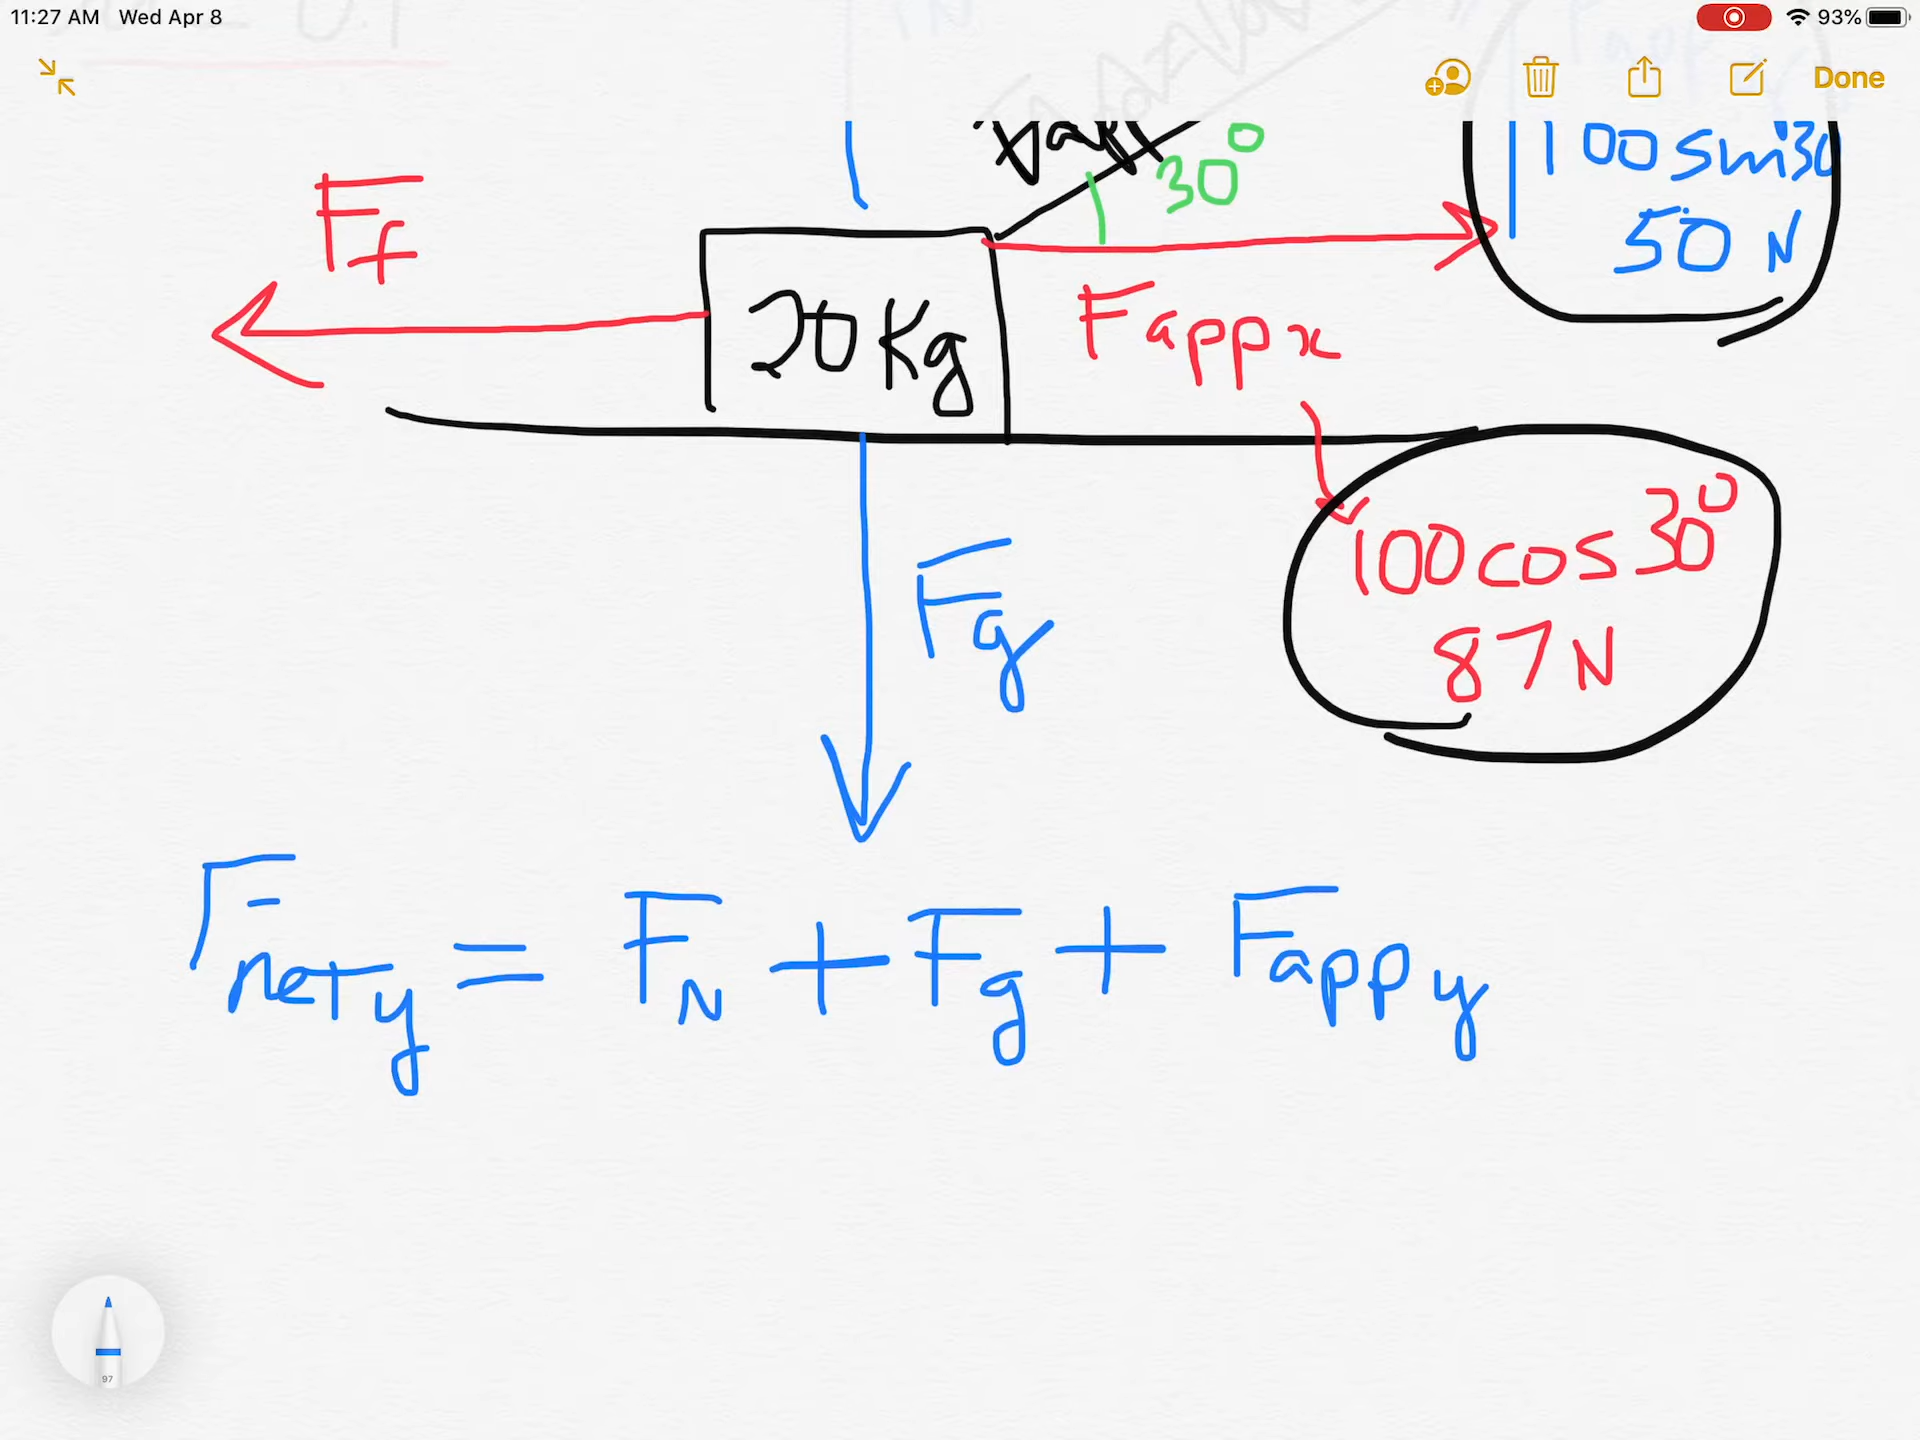 11:27 AM Wed Apr 8
93%
Done
30°
100 sin 30
50 N
Ff
20 Kg
Fapp x
Fg
100 cos 30°
87 N
Fnet y = FN + Fg + Fapp y
97